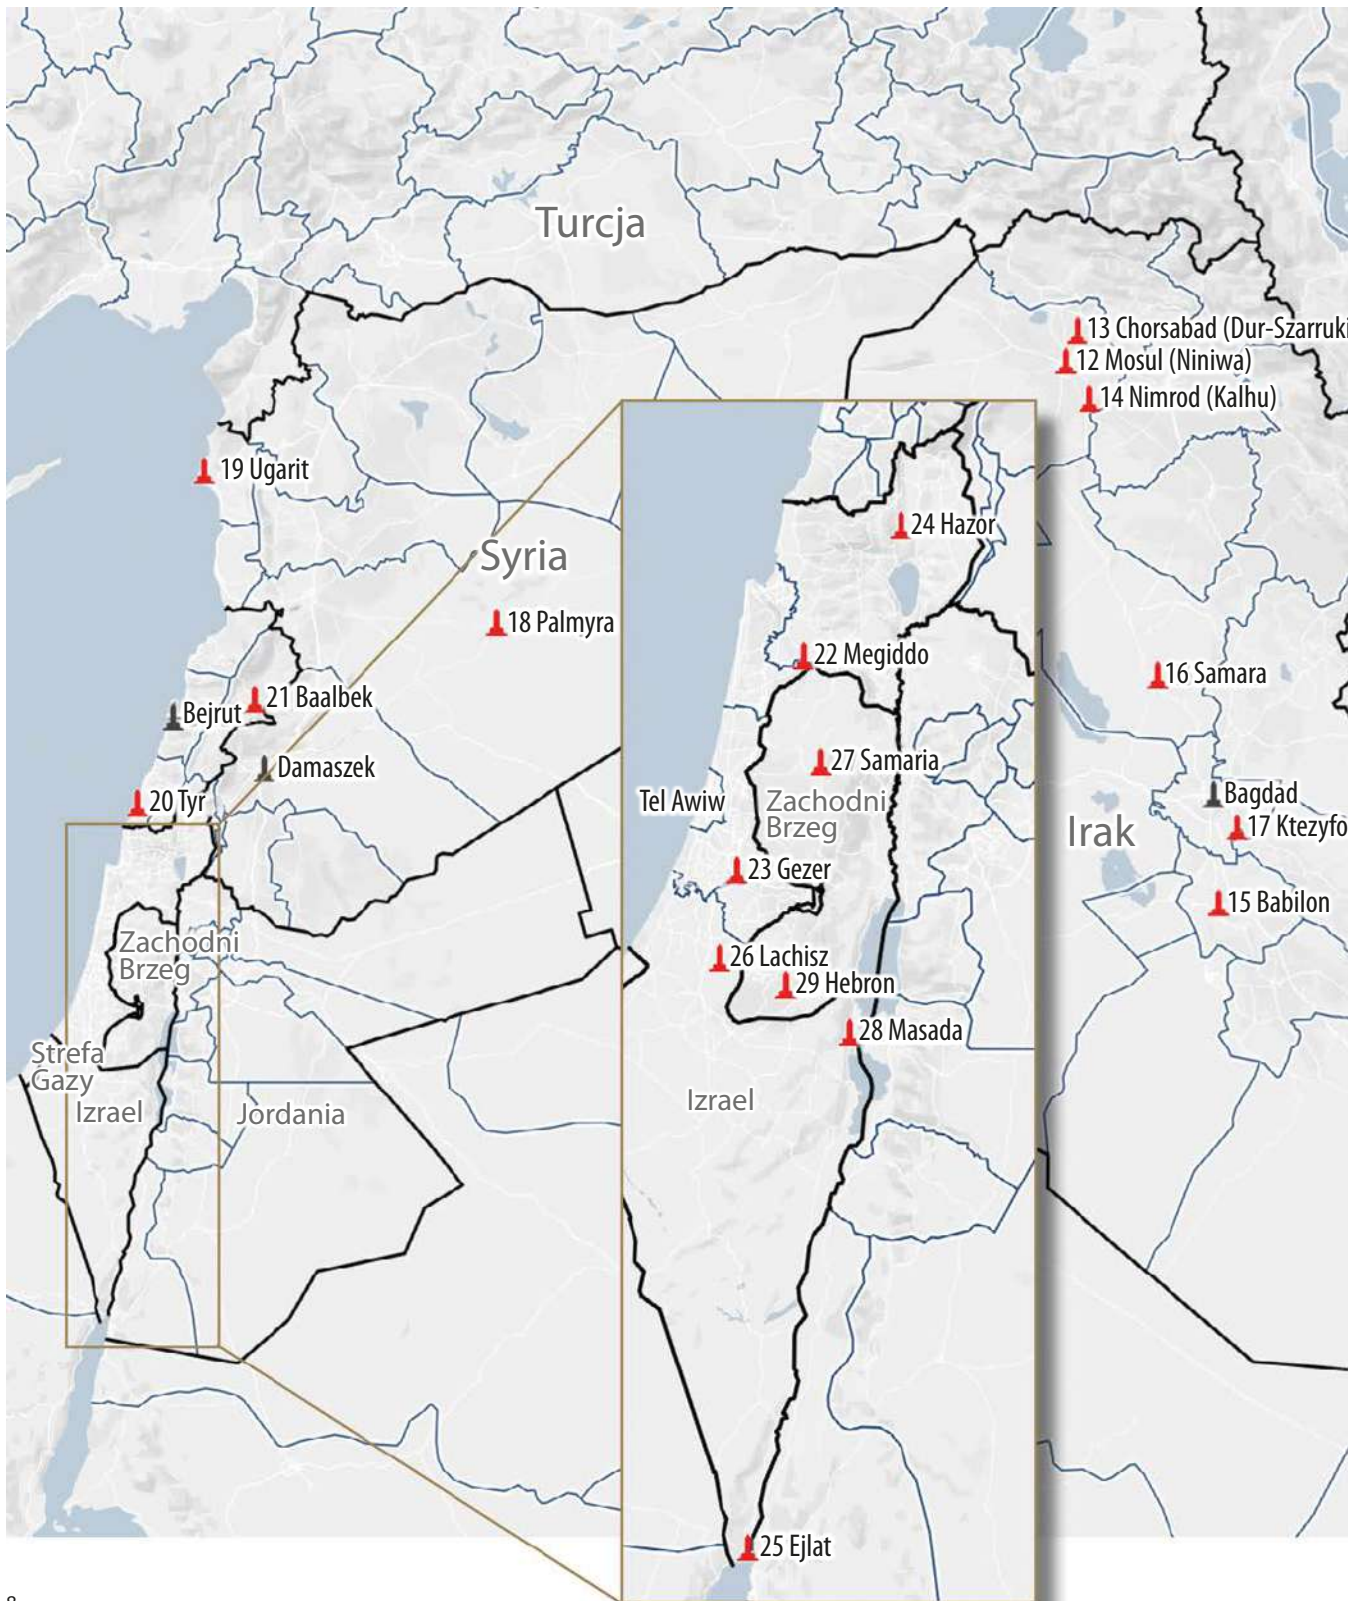 Turcja
13 Chorsabad (Dur-Szarruki
12 Mosul (Niniwa)
14 Nimrod (Kalhu)
19 Ugarit
24 Hazor
Syria
18 Palmyra
22 Megiddo
16 Samara
21 Baalbek
Bejrut
Damaszek
27 Samaria
20 Tyr
Tel Awiw
Zachodni
Brzeg
Bagdad
Irak
17 Ktezyfo
23 Gezer
15 Babilon
Zachodni
Brzeg
26 Lachisz
29 Hebron
28 Masada
Strefa
Gazy
Izrael
Jordania
Izrael
25 Ejlat